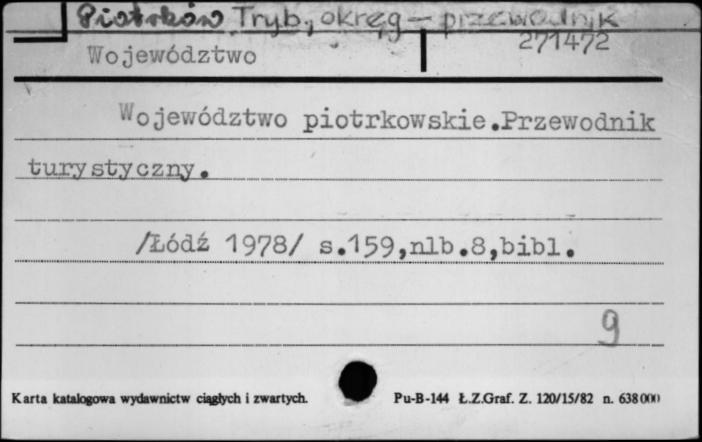 Piotrków Tryb., okręg - przewodnik
271472
Województwo
Województwo piotrkowskie.Przewodnik
turystyczny.
/Łódź 1978/ s.159,nlb.8,bibl.
9
Karta katalogowa wydawnictw ciągłych i zwartych.
Pu-B-144 Ł.Z.Graf. Z. 120/15/82 n. 638000